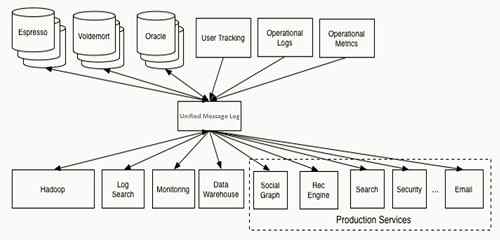 Espresso
Voldemort
Oracle
User Tracking
Operational
Logs
Operational
Metrics
Unified Message Log
Hadoop
Log
Search
Monitoring
Data
Warehouse
Social
Graph
Rec
Engine
Search
Security
...
Email
Production Services